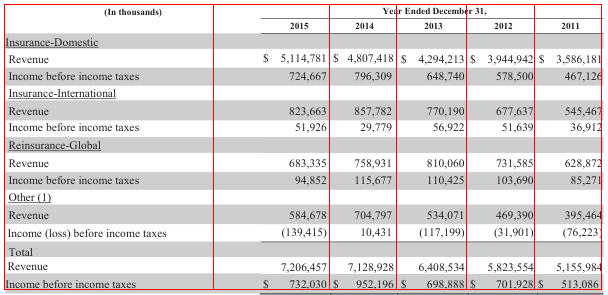 (In thousands) Year Ended December 31,
2015 2014 2013 2012 2011
Insurance-Domestic
Revenue $ 5,114,781 $ 4,807,418 $ 4,294,213 $ 3,944,942 $ 3,586,181
Income before income taxes 724,667 796,309 648,740 578,500 467,126
Insurance-International
Revenue 823,663 857,782 770,190 677,637 545,467
Income before income taxes 51,926 29,779 56,922 51,639 36,912
Reinsurance-Global
Revenue 683,335 758,931 810,060 731,585 628,872
Income before income taxes 94,852 115,677 110,425 103,690 85,271
Other (1)
Revenue 584,678 704,797 534,071 469,390 395,464
Income (loss) before income taxes (139,415) 10,431 (117,199) (31,901) (76,223)
Total
Revenue 7,206,457 7,128,928 6,408,534 5,823,554 5,155,984
Income before income taxes $ 732,030 $ 952,196 $ 698,888 $ 701,928 $ 513,086